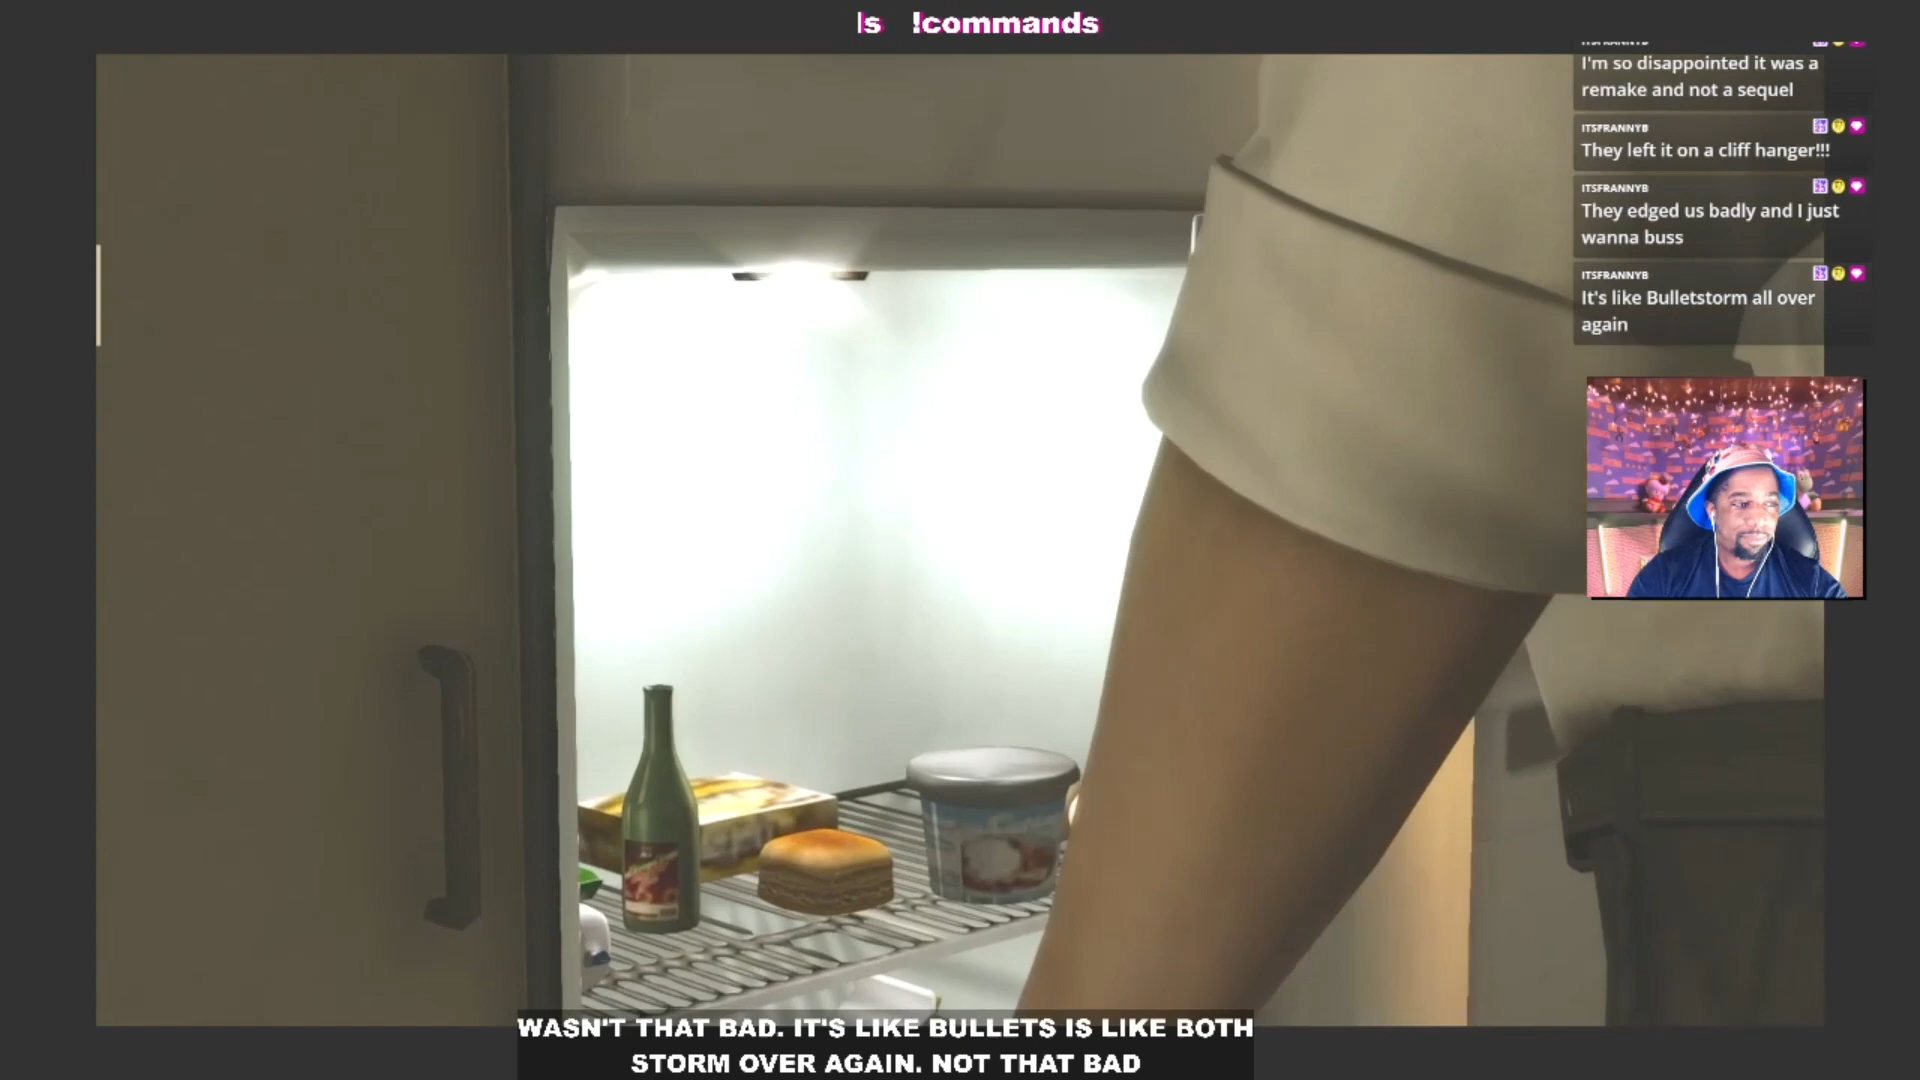 ls !commands
I'm so disappointed it was a
remake and not a sequel
ITSFRANNYB
They left it on a cliff hanger!!!
ITSFRANNYB
They edged us badly and I just
wanna buss
ITSFRANNYB
It's like Bulletstorm all over
again
WASN'T THAT BAD. IT'S LIKE BULLETS IS LIKE BOTH
STORM OVER AGAIN. NOT THAT BAD